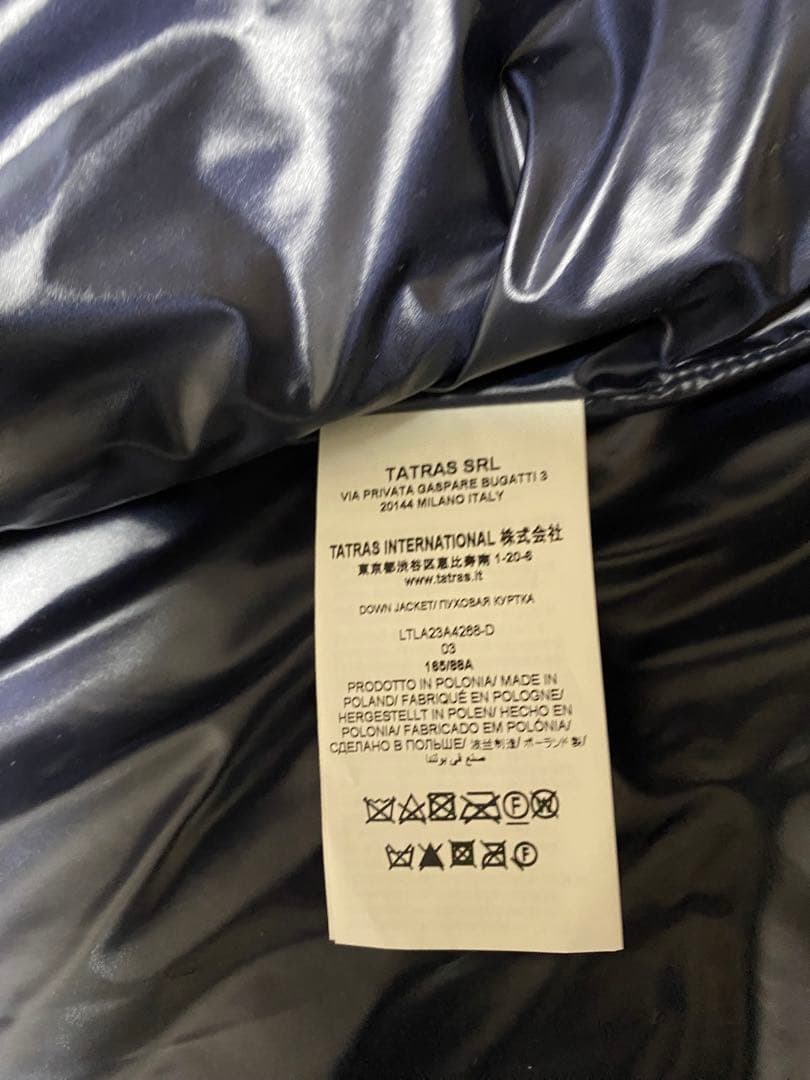 TATRAS SRL
VIA PRIVATA GASPARE BUGATTI 3
20144 MILANO ITALY
TATRAS INTERNATIONAL 株式会社
東京都渋谷区恵比寿南 1-20-6
www.tatras.it
DOWN JACKET/ ПУХОВАЯ КУРТКА
LTLA23A4288-D
03
165/88A
PRODOTTO IN POLONIA/ MADE IN
POLAND/ FABRIQUÉ EN POLOGNE/
HERGESTELLT IN POLEN/ HECHO EN
POLONIA/ FABRICADO EM POLÓNIA/
СДЕЛАНО В ПОЛЬШЕ/ 波兰制造/ ポーランド製/
صنع في بولندا
F W
F